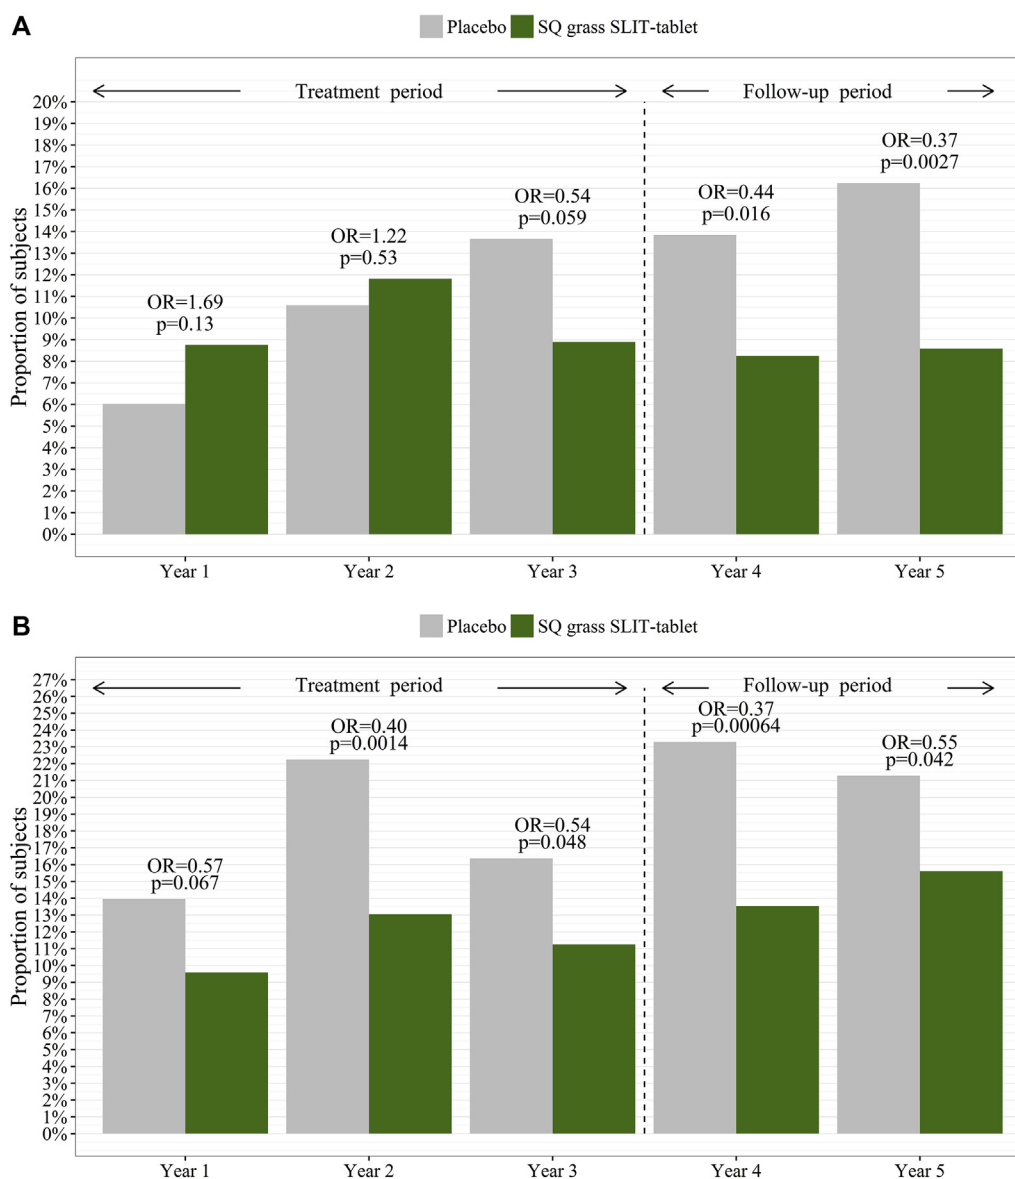 A
Placebo SQ grass SLIT-tablet
Treatment period Follow-up period
Proportion of subjects
20%
19%
18%
17%
16%
15%
14%
13%
12%
11%
10%
9%
8%
7%
6%
5%
4%
3%
2%
1%
0%
OR=1.69
p=0.13
OR=1.22
p=0.53
OR=0.54
p=0.059
OR=0.44
p=0.016
OR=0.37
p=0.0027
Year 1 Year 2 Year 3 Year 4 Year 5
B
Placebo SQ grass SLIT-tablet
Treatment period Follow-up period
Proportion of subjects
27%
26%
25%
24%
23%
22%
21%
20%
19%
18%
17%
16%
15%
14%
13%
12%
11%
10%
9%
8%
7%
6%
5%
4%
3%
2%
1%
0%
OR=0.57
p=0.067
OR=0.40
p=0.0014
OR=0.54
p=0.048
OR=0.37
p=0.00064
OR=0.55
p=0.042
Year 1 Year 2 Year 3 Year 4 Year 5